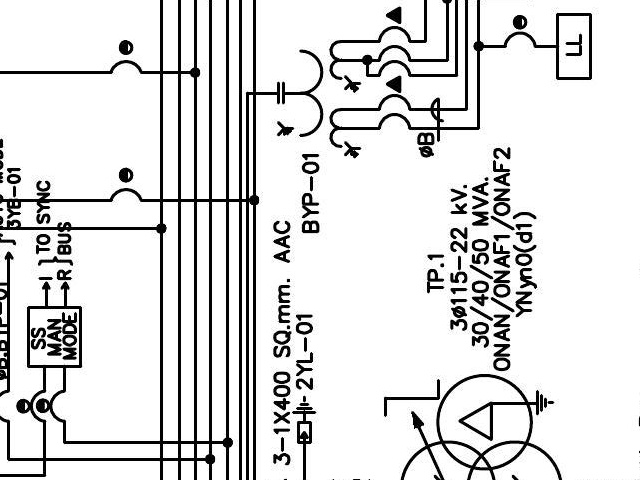 LL
øB
BYP-01
TP.1
3ø115-22 kV.
30/40/50 MVA.
ONAN/ONAF1/ONAF2
YNyn0(d1)
3YB-01
I } TO SYNC
R } BUS
SS
MAN
MODE
3-1X400 SQ.mm. AAC
2YL-01